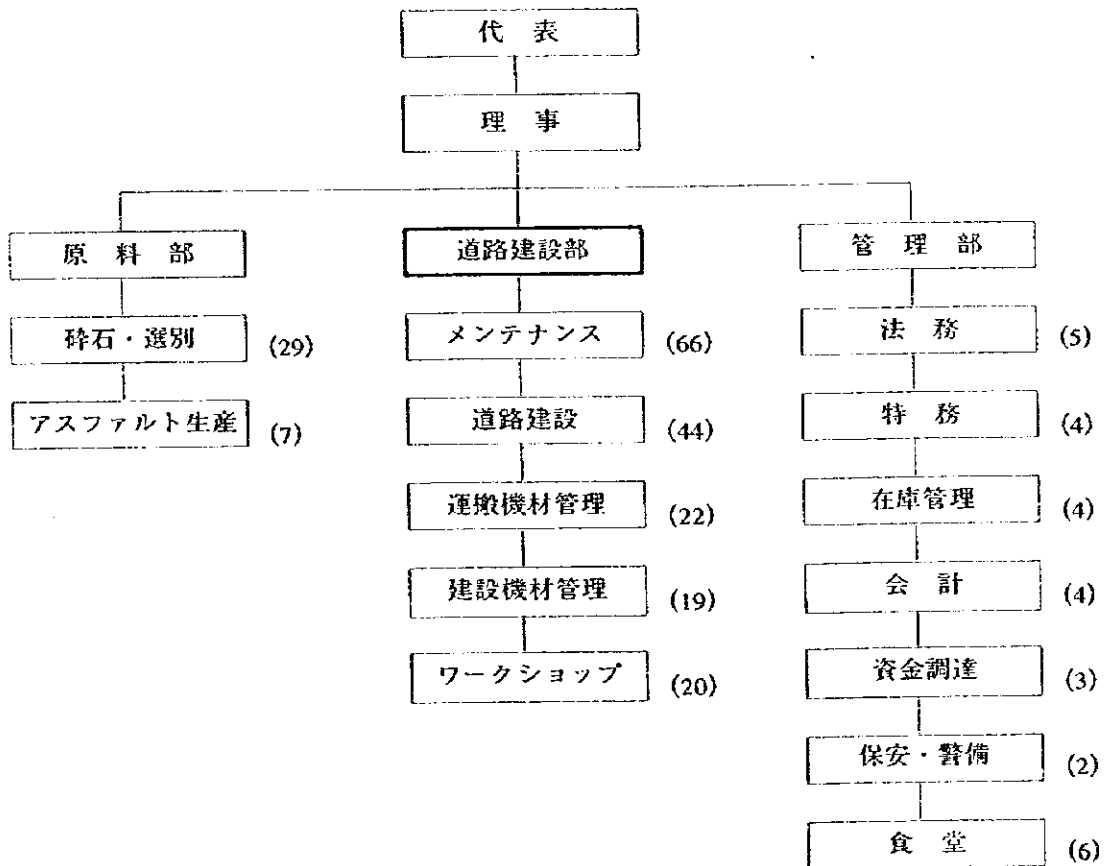 代 表
理 事
原 料 部
碎石・選別 (29)
アスファルト生産 (7)
道路建設部
メンテナンス (66)
道路建設 (44)
運搬機材管理 (22)
建設機材管理 (19)
ワークショップ (20)
管 理 部
法 務 (5)
特 務 (4)
在庫管理 (4)
会 計 (4)
資金調達 (3)
保安・警備 (2)
食 堂 (6)